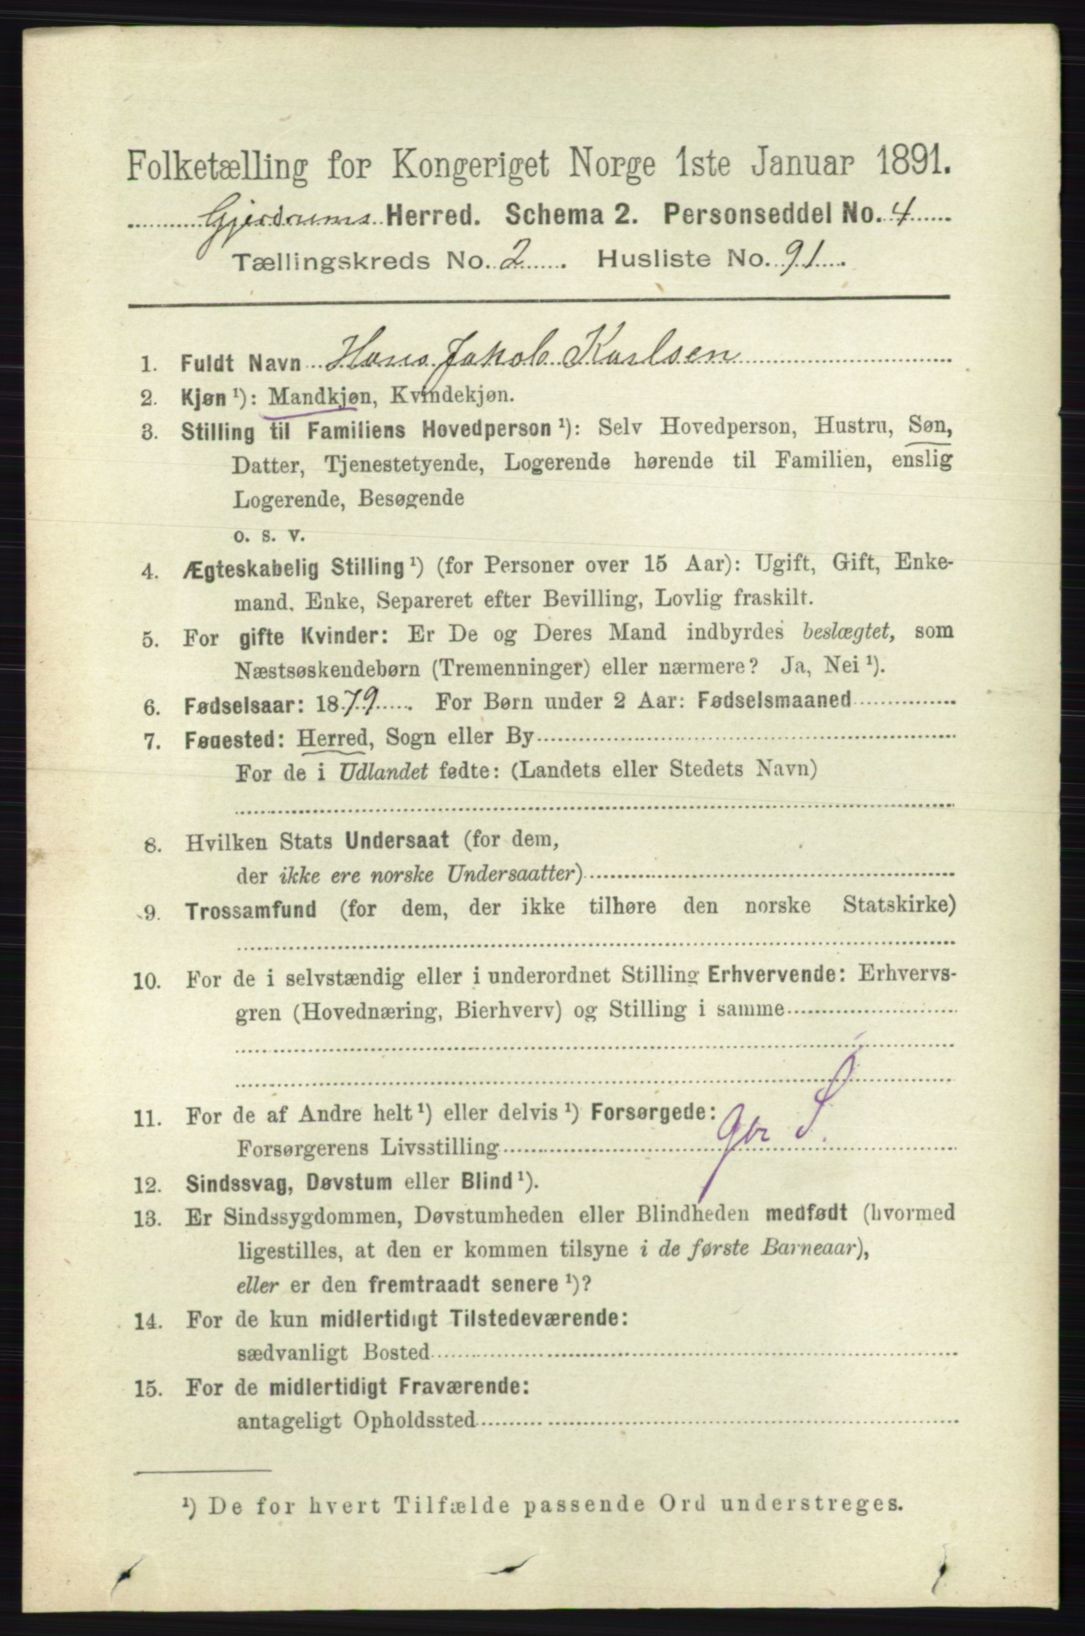 Folketælling for Kongeriget Norge 1ste Januar 1891.
Gjerdrums Herred. Schema 2. Personseddel No. 4
Tællingskreds No. 2. Husliste No. 91.
1. Fuldt Navn Hans Jakob Karlsen
2. Kjøn ¹): Mandkjøn, Kvindekjøn.
3. Stilling til Familiens Hovedperson ¹): Selv Hovedperson, Hustru, Søn,
Datter, Tjenestetyende, Logerende hørende til Familien, enslig
Logerende, Besøgende
o. s. v.
4. Ægteskabelig Stilling ¹) (for Personer over 15 Aar): Ugift, Gift, Enke-
mand, Enke, Separeret efter Bevilling, Lovlig fraskilt.
5. For gifte Kvinder: Er De og Deres Mand indbyrdes beslægtet, som
Næstsøskendebørn (Tremenninger) eller nærmere? Ja, Nei ¹).
6. Fødselsaar: 1879. For Børn under 2 Aar: Fødselsmaaned
7. Fødested: Herred, Sogn eller By
For de i Udlandet fødte: (Landets eller Stedets Navn)
8. Hvilken Stats Undersaat (for dem,
der ikke ere norske Undersaatter)
9. Trossamfund (for dem, der ikke tilhøre den norske Statskirke)
10. For de i selvstændig eller i underordnet Stilling Erhvervende: Erhvervs-
gren (Hovednæring, Bierhverv) og Stilling i samme
11. For de af Andre helt ¹) eller delvis ¹) Forsørgede:
Forsørgerens Livsstilling
12. Sindssvag, Døvstum eller Blind ¹).
13. Er Sindssygdommen, Døvstumheden eller Blindheden medfødt (hvormed
ligestilles, at den er kommen tilsyne i de første Barneaar),
eller er den fremtraadt senere ¹)?
14. For de kun midlertidigt Tilstedeværende:
sædvanligt Bosted
15. For de midlertidigt Fraværende:
antageligt Opholdssted
¹) De for hvert Tilfælde passende Ord understreges.